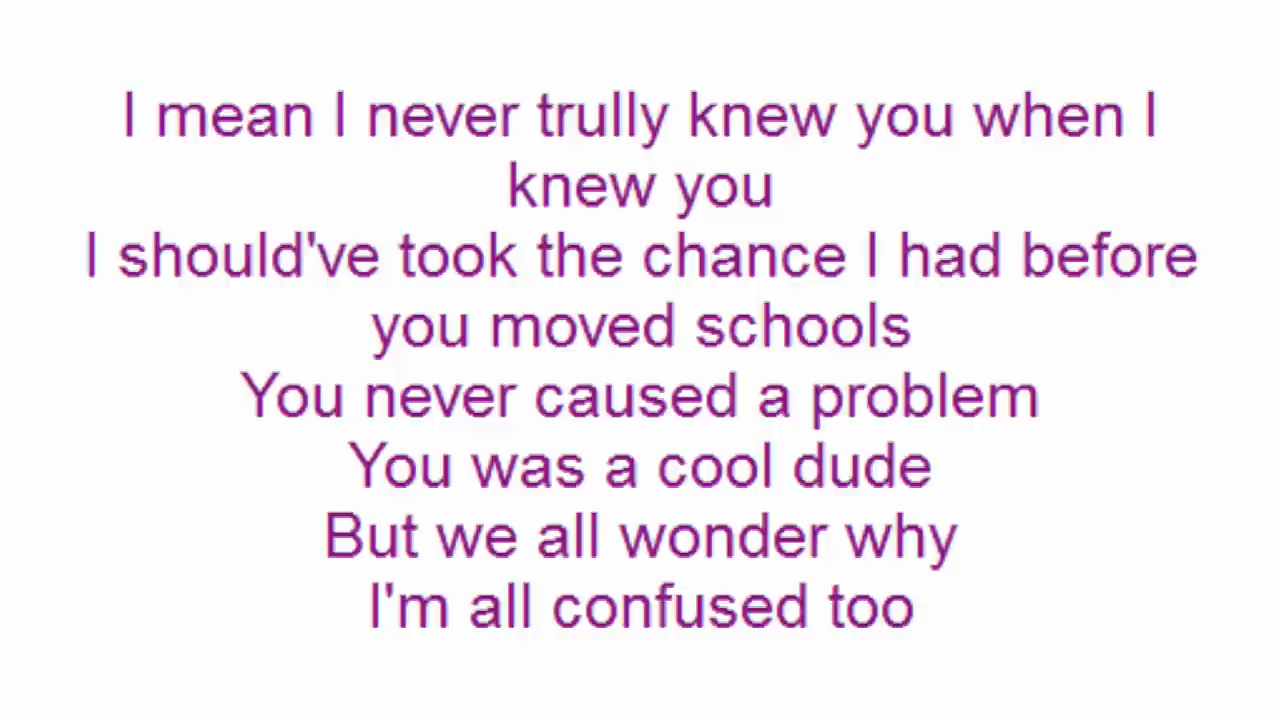 I mean I never trully knew you when I
knew you
I should've took the chance I had before
you moved schools
You never caused a problem
You was a cool dude
But we all wonder why
I'm all confused too